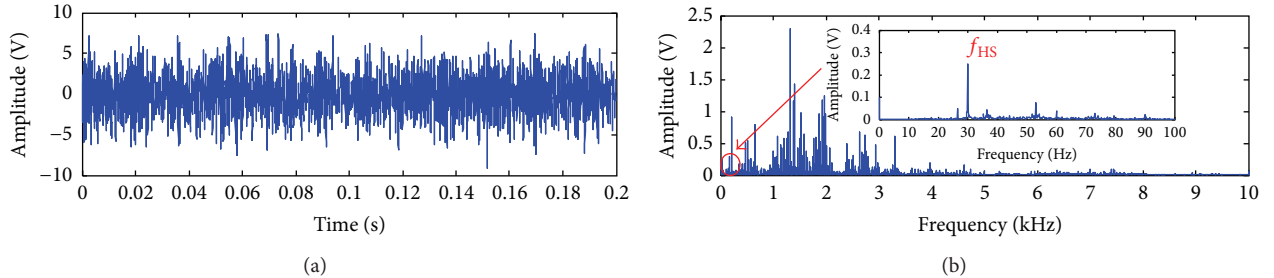 10
5
0
−5
−10
Amplitude (V)
0 0.02 0.04 0.06 0.08 0.1 0.12 0.14 0.16 0.18 0.2
Time (s)
(a)
2.5
2
1.5
1
0.5
0
Amplitude (V)
0 1 2 3 4 5 6 7 8 9 10
Frequency (kHz)
0.4
0.3
0.2
0.1
0
Amplitude (V)
f_HS
0 10 20 30 40 50 60 70 80 90 100
Frequency (Hz)
(b)